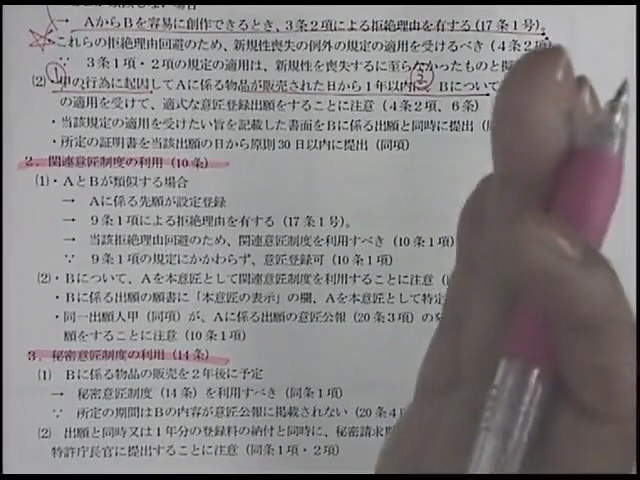 → AからBを容易に創作できるとき、3条2項による拒絶理由を有する(17条1号)。
これらの拒絶理由回避のため、新規性喪失の例外の規定の適用を受けるべき(4条2項
∵ 3条1項・2項の規定の適用は、新規性を喪失するに至らなかったものと
(2)・甲の行為に起因してAに係る物品が販売された日から1年以内に、Bについて
の適用を受けて、適式な意匠登録出願をすることに注意(4条2項、6条)
・当該規定の適用を受けたい旨を記載した書面をBに係る出願と同時に提出(
・所定の証明書を当該出願の日から原則30日以内に提出(同項)
2.関連意匠制度の利用(10条)
(1)・AとBが類似する場合
→ Aに係る先願が設定登録
→ 9条1項による拒絶理由を有する(17条1号)。
→ 当該拒絶理由回避のため、関連意匠制度を利用すべき(10条1項)
∵ 9条1項の規定にかかわらず、意匠登録可(10条1項)
(2)・Bについて、Aを本意匠として関連意匠制度を利用することに注意(
・Bに係る出願の願書に「本意匠の表示」の欄、Aを本意匠として特定
・同一出願人甲(同項)が、Aに係る出願の意匠公報(20条3項)の
願をすることに注意(10条1項)
3.秘密意匠制度の利用(14条)
(1) Bに係る物品の販売を2年後に予定
→ 秘密意匠制度(14条)を利用すべき(同条1項)
∵ 所定の期間はBの内容が意匠公報に掲載されない(20条4
(2) 出願と同時又は1年分の登録料の納付と同時に、秘密請求期
特許庁長官に提出することに注意(同条1項・2項)